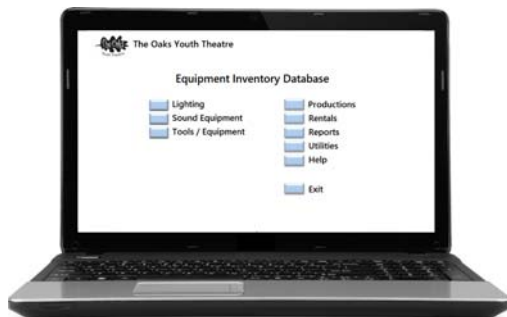 The Oaks Youth Theatre
Equipment Inventory Database
Lighting
Sound Equipment
Tools / Equipment
Productions
Rentals
Reports
Utilities
Help
Exit